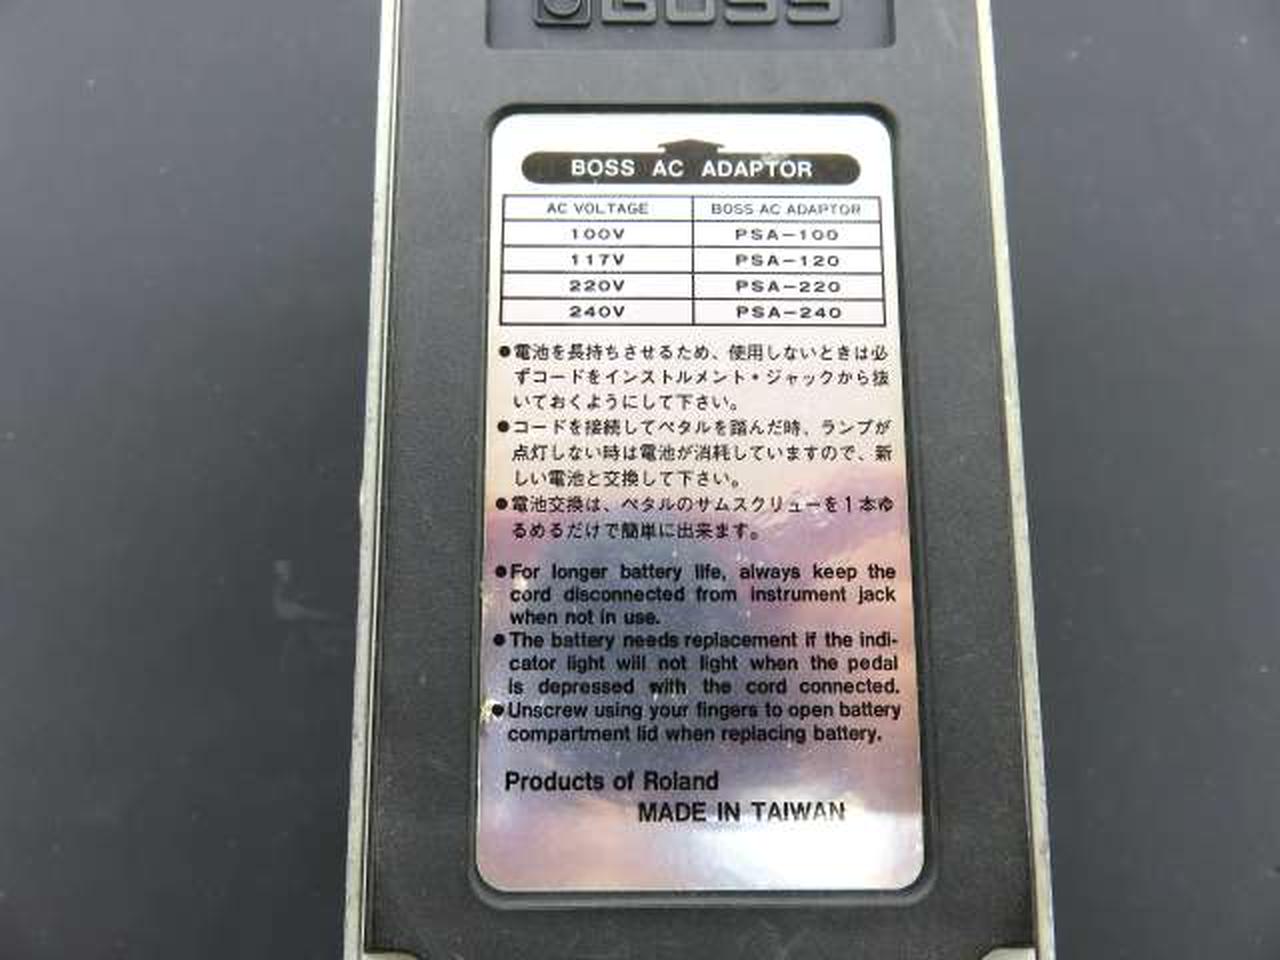 BOSS
BOSS AC ADAPTOR
AC VOLTAGE BOSS AC ADAPTOR
100V PSA-100
117V PSA-120
220V PSA-220
240V PSA-240
●電池を長持ちさせるため、使用しないときは必
ずコードをインストルメント・ジャックから抜
いておくようにして下さい。
●コードを接続してペタルを踏んだ時、ランプが
点灯しない時は電池が消耗していますので、新
しい電池と交換して下さい。
●電池交換は、ペタルのサムスクリューを1本ゆ
るめるだけで簡単に出来ます。
●For longer battery life, always keep the
cord disconnected from instrument jack
when not in use.
●The battery needs replacement if the indi-
cator light will not light when the pedal
is depressed with the cord connected.
●Unscrew using your fingers to open battery
compartment lid when replacing battery.
Products of Roland
MADE IN TAIWAN